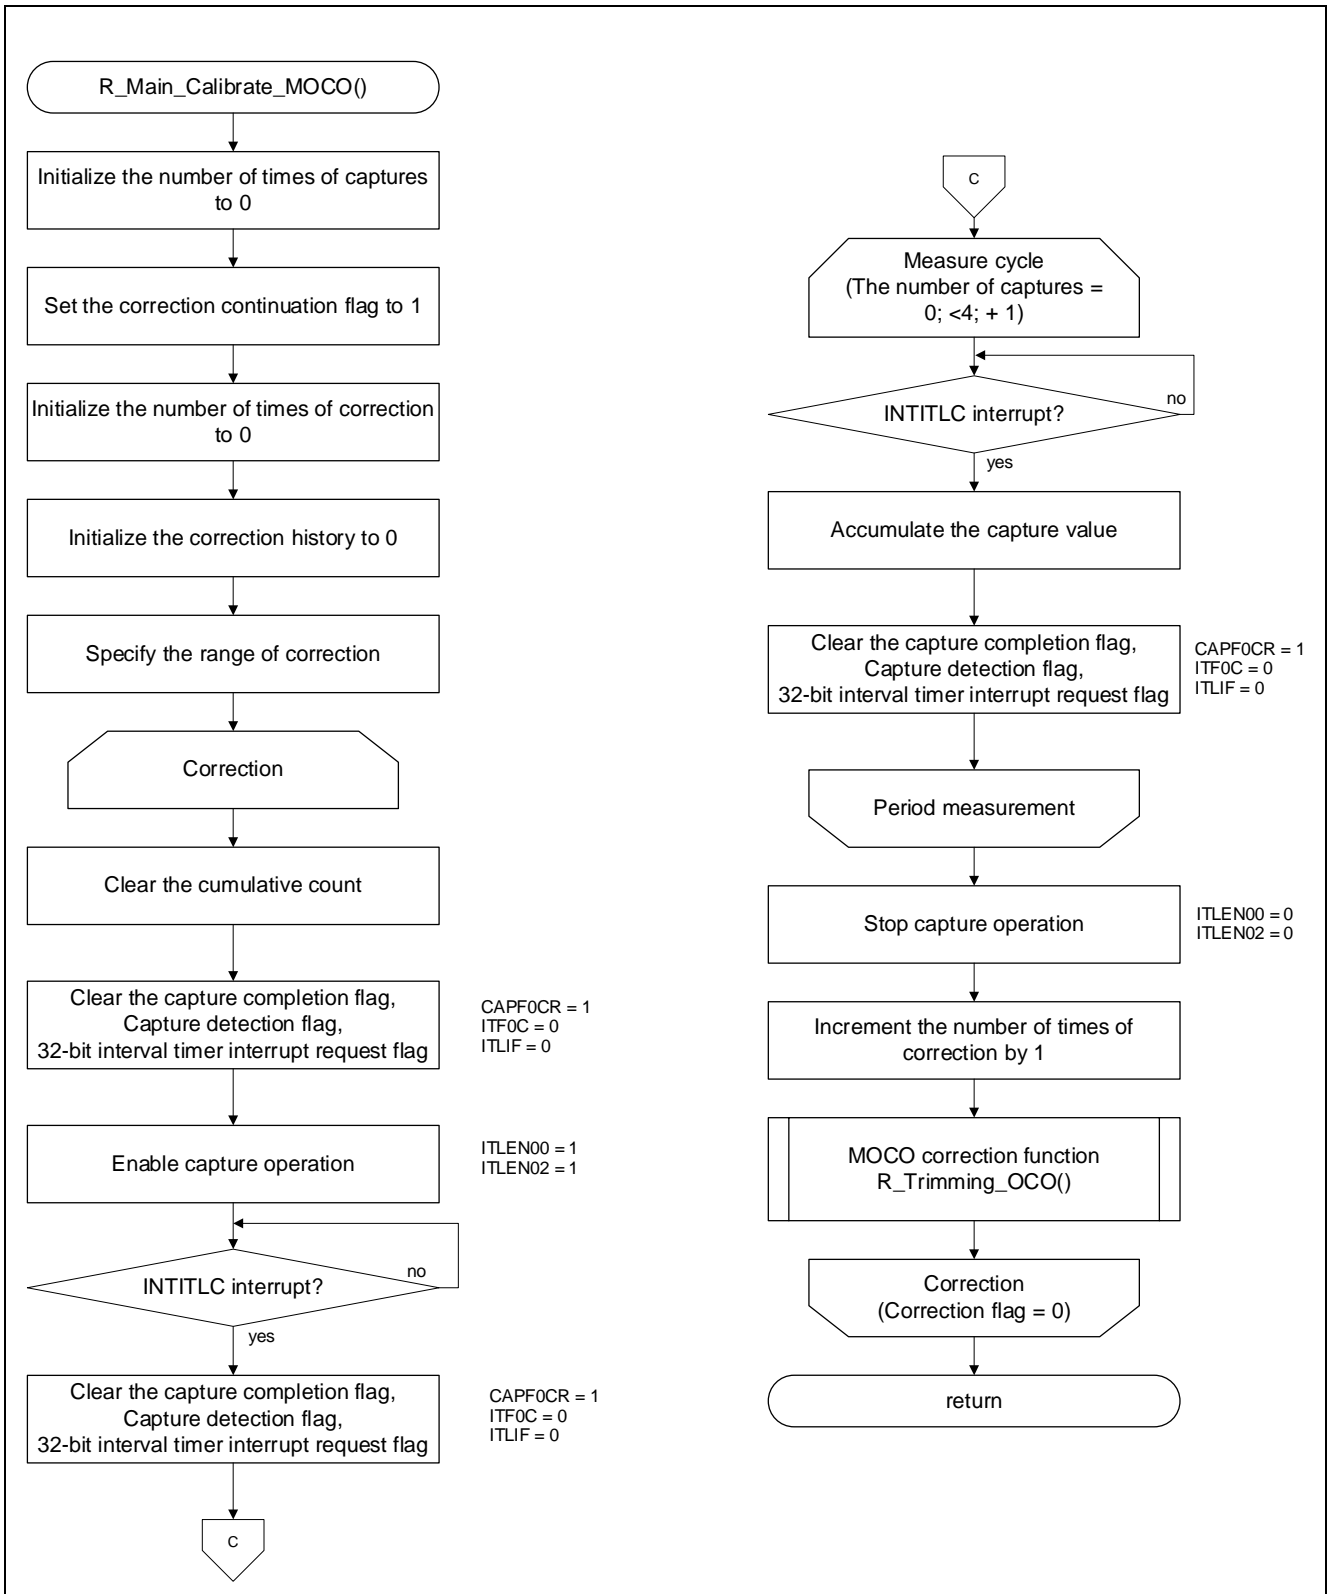 R_Main_Calibrate_MOCO()
Initialize the number of times of captures
to 0
Set the correction continuation flag to 1
Initialize the number of times of correction
to 0
Initialize the correction history to 0
Specify the range of correction
Correction
Clear the cumulative count
Clear the capture completion flag,
Capture detection flag,
32-bit interval timer interrupt request flag
CAPF0CR = 1
ITF0C = 0
ITLIF = 0
Enable capture operation
ITLEN00 = 1
ITLEN02 = 1
INTITLC interrupt?
no
yes
Clear the capture completion flag,
Capture detection flag,
32-bit interval timer interrupt request flag
CAPF0CR = 1
ITF0C = 0
ITLIF = 0
C
C
Measure cycle
(The number of captures =
0; <4; + 1)
INTITLC interrupt?
no
yes
Accumulate the capture value
Clear the capture completion flag,
Capture detection flag,
32-bit interval timer interrupt request flag
CAPF0CR = 1
ITF0C = 0
ITLIF = 0
Period measurement
Stop capture operation
ITLEN00 = 0
ITLEN02 = 0
Increment the number of times of
correction by 1
MOCO correction function
R_Trimming_OCO()
Correction
(Correction flag = 0)
return